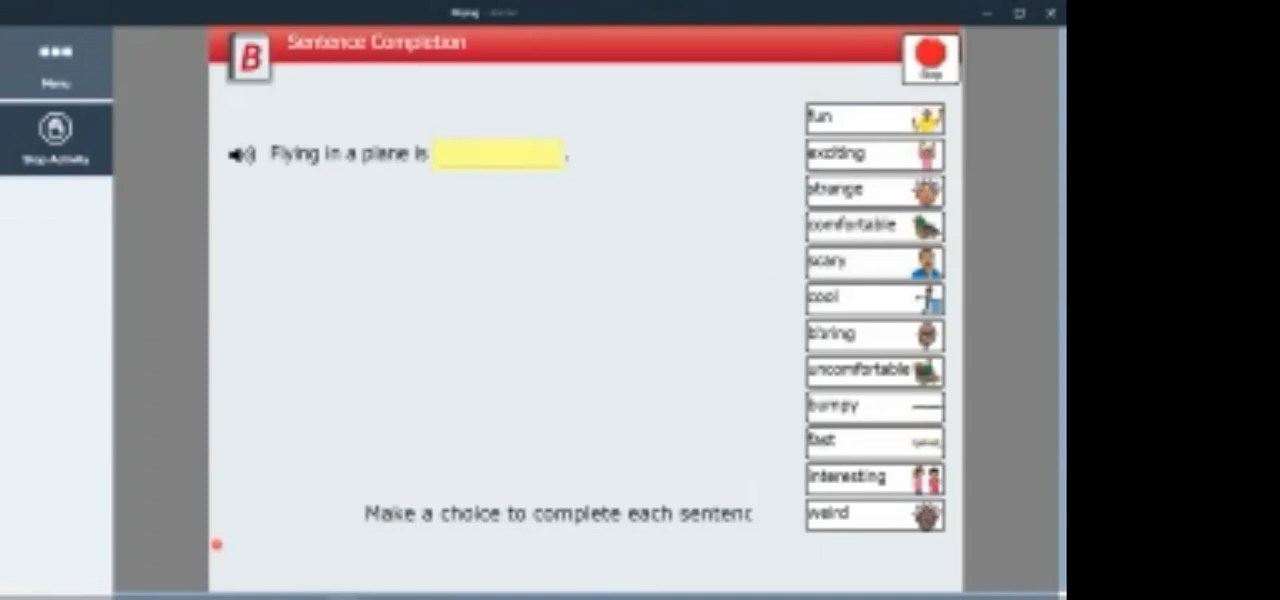 Sentence Completion
B
Stop
Menu
Stop Activity
Flying in a plane is .
fun
exciting
strange
comfortable
scary
cool
boring
uncomfortable
bumpy
fast
interesting
weird
Make a choice to complete each sentenc